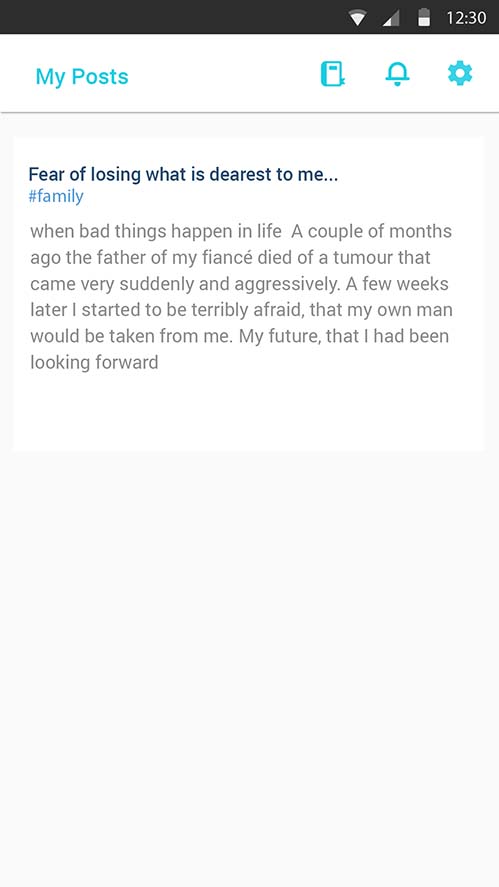 12:30
My Posts
Fear of losing what is dearest to me...
#family
when bad things happen in life  A couple of months
ago the father of my fiancé died of a tumour that
came very suddenly and aggressively. A few weeks
later I started to be terribly afraid, that my own man
would be taken from me. My future, that I had been
looking forward